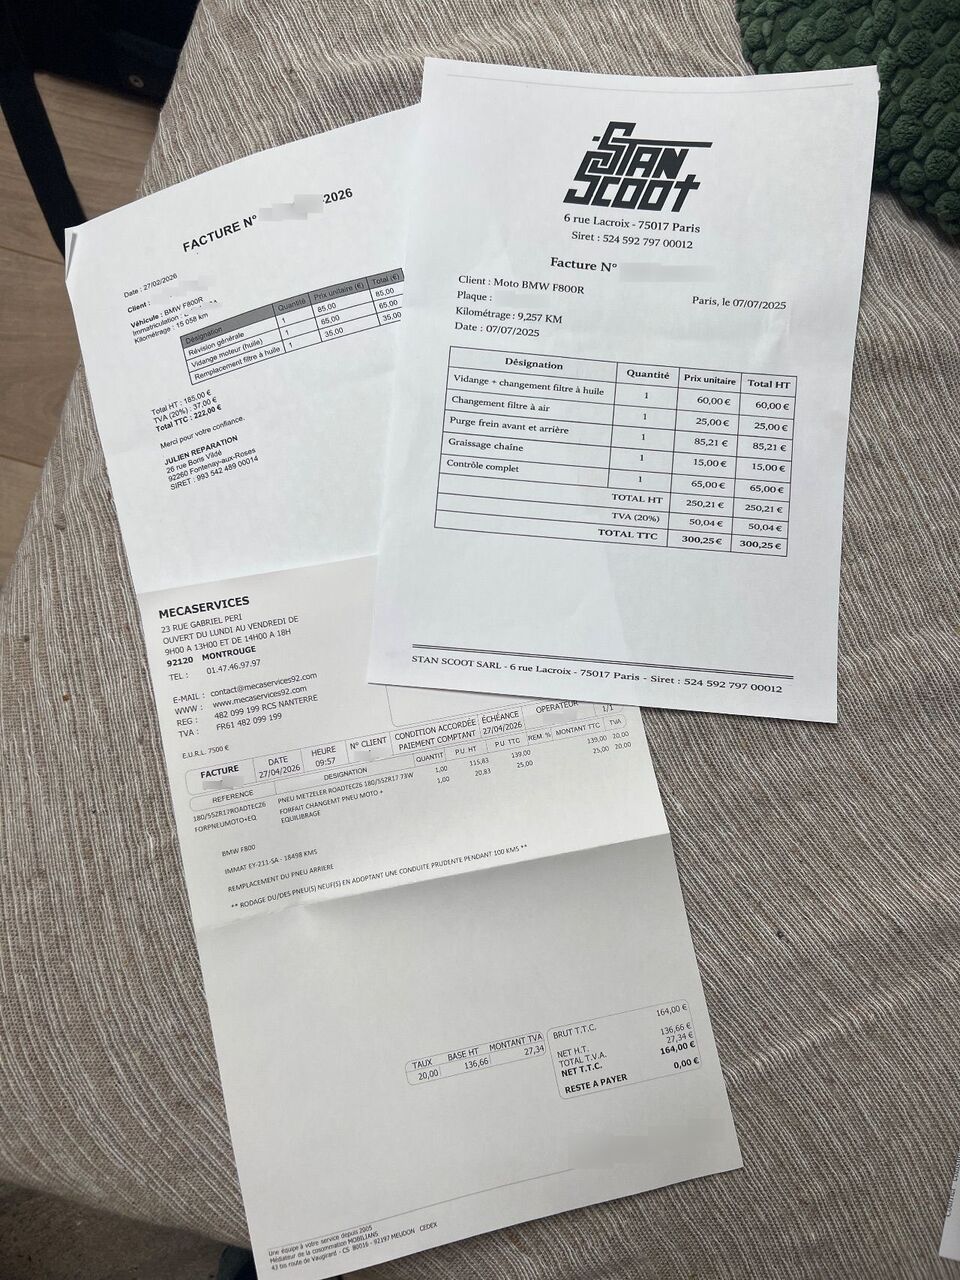 FACTURE N° 2026
Date : 27/02/2026
Client :
Véhicule : BMW F800R
Immatriculation :
Kilométrage : 15 058 km
Désignation Quantité Prix unitaire (€) Total (€)
Révision générale 1 85,00 85,00
Vidange moteur (huile) 1 65,00 65,00
Remplacement filtre à huile 1 35,00 35,00
Total HT : 185,00 €
TVA (20%) : 37,00 €
Total TTC : 222,00 €
Merci pour votre confiance.
JULIEN REPARATION
26 rue Boris Vildé
92260 Fontenay-aux-Roses
SIRET : 993 542 489 00014
STAN
SCOOT
6 rue Lacroix - 75017 Paris
Siret : 524 592 797 00012
Facture N°
Client : Moto BMW F800R
Plaque :
Paris, le 07/07/2025
Kilométrage : 9,257 KM
Date : 07/07/2025
Désignation Quantité Prix unitaire Total HT
Vidange + changement filtre à huile 1 60,00 € 60,00 €
Changement filtre à air 1 25,00 € 25,00 €
Purge frein avant et arrière 1 85,21 € 85,21 €
Graissage chaîne 1 15,00 € 15,00 €
Contrôle complet 1 65,00 € 65,00 €
TOTAL HT 250,21 € 250,21 €
TVA (20%) 50,04 € 50,04 €
TOTAL TTC 300,25 € 300,25 €
STAN SCOOT SARL - 6 rue Lacroix - 75017 Paris - Siret : 524 592 797 00012
MECASERVICES
23 RUE GABRIEL PERI
OUVERT DU LUNDI AU VENDREDI DE
9H00 A 13H00 ET DE 14H00 A 18H
92120 MONTROUGE
TEL : 01.47.46.97.97
E-MAIL : contact@mecaservices92.com
WWW : www.mecaservices92.com
REG : 482 099 199 RCS NANTERRE
TVA : FR61 482 099 199
E.U.R.L. 7500 €
FACTURE DATE HEURE N° CLIENT CONDITION ACCORDÉE ÉCHÉANCE OPERATEUR
27/04/2026 09:57 PAIEMENT COMPTANT 27/04/2026 1/1
REFERENCE DESIGNATION QUANTIT P.U HT P.U TTC REM % MONTANT TTC TVA
180/55ZR17ROADTECZ6 PNEU METZELER ROADTECZ6 180/55ZR17 73W 1,00 115,83 139,00 139,00 20,00
FORPNEUMOTO+EQ FORFAIT CHANGEMT PNEU MOTO + 1,00 20,83 25,00 25,00 20,00
EQUILIBRAGE
BMW F800
IMMAT EY-211-SA - 18498 KMS
REMPLACEMENT DU PNEU ARRIERE
** RODAGE DU/DES PNEU(S) NEUF(S) EN ADOPTANT UNE CONDUITE PRUDENTE PENDANT 100 KMS **
TAUX BASE HT MONTANT TVA
20,00 136,66 27,34
BRUT T.T.C. 164,00 €
NET H.T. 136,66 €
TOTAL T.V.A. 27,34 €
NET T.T.C. 164,00 €
RESTE A PAYER 0,00 €
Une équipe à votre service depuis 2005
Médiateur de la cosommation MOBILIANS
43 bis route de Vaugirard - CS 80016 - 92197 MEUDON CEDEX